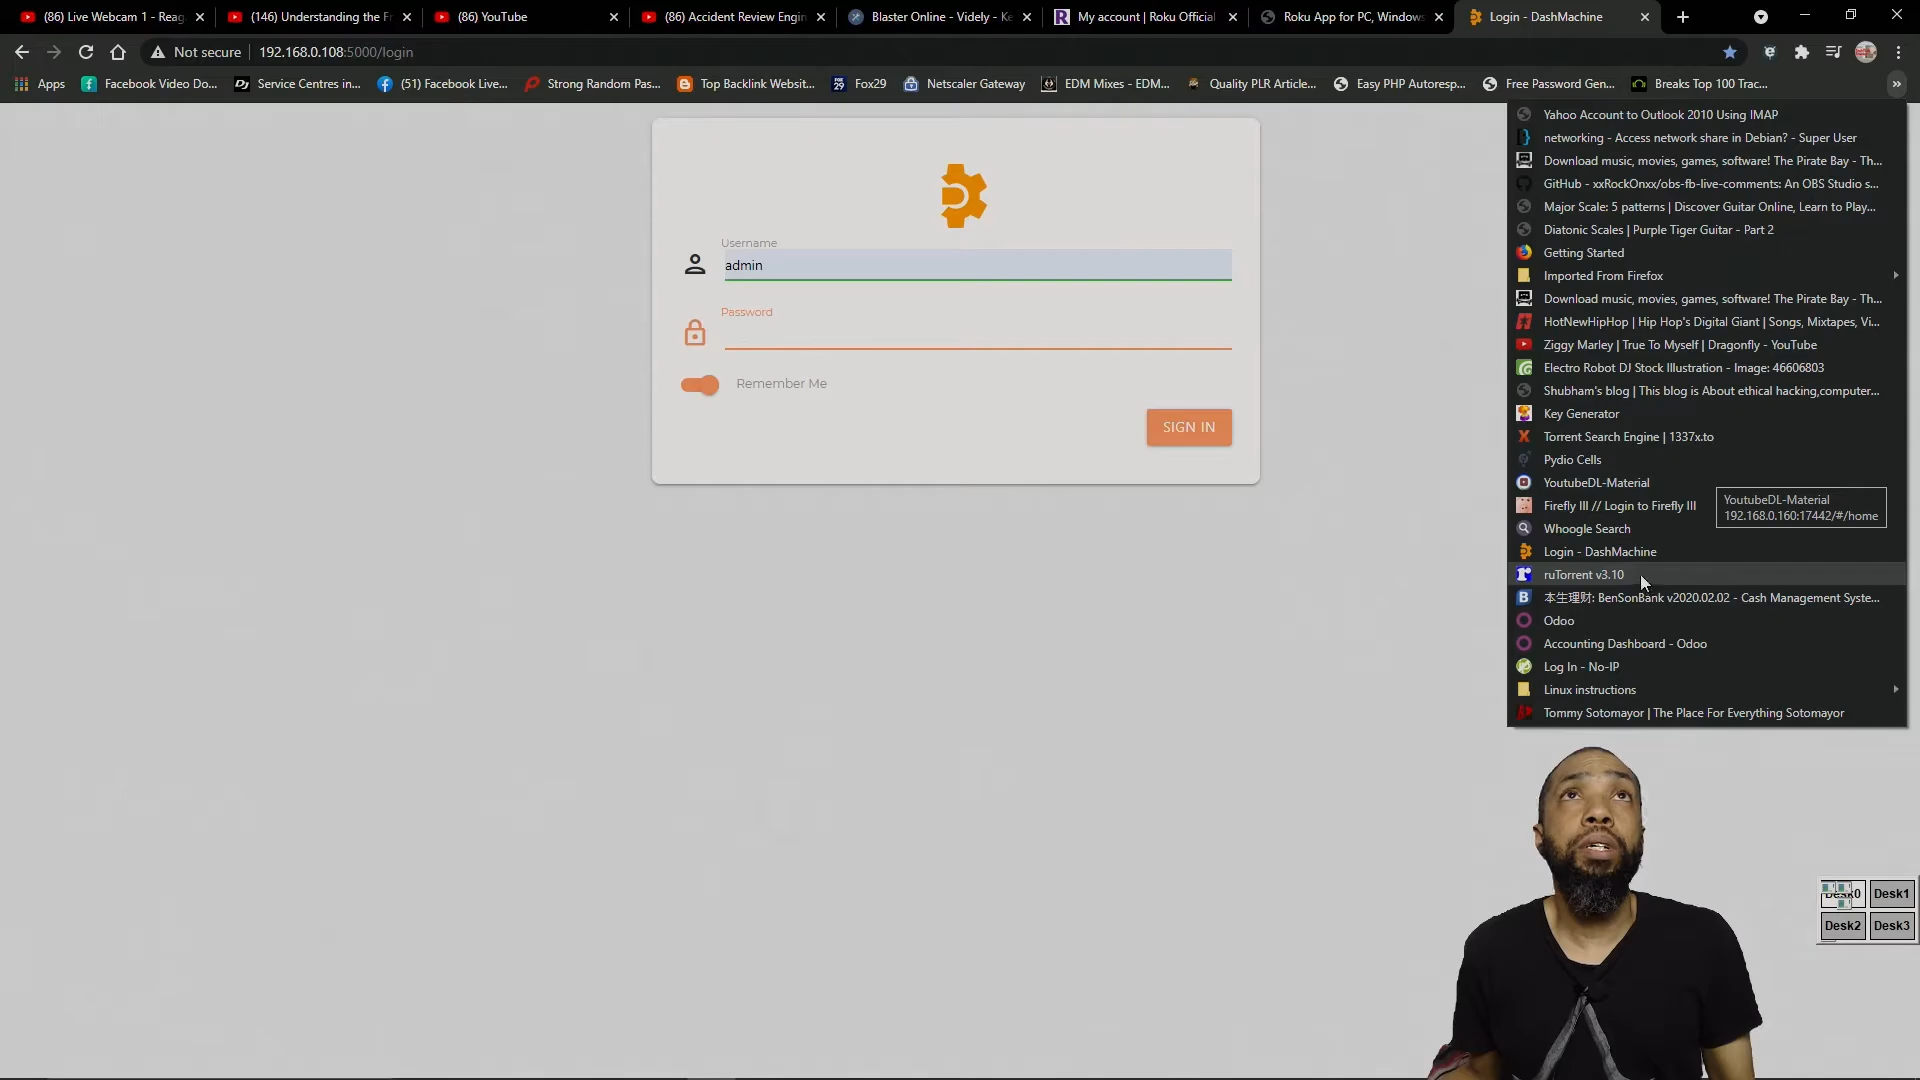 (86) Live Webcam 1 - Reag
(146) Understanding the Fr
(86) YouTube
(86) Accident Review Engin
Blaster Online - Videly - Ke
My account | Roku Official
Roku App for PC, Windows
Login - DashMachine
Not secure
192.168.0.108:5000/login
Apps
Facebook Video Do...
Service Centres in...
(51) Facebook Live...
Strong Random Pas...
Top Backlink Websit...
Fox29
Netscaler Gateway
EDM Mixes - EDM...
Quality PLR Article...
Easy PHP Autoresp...
Free Password Gen...
Breaks Top 100 Trac...
Username
admin
Password
Remember Me
SIGN IN
Yahoo Account to Outlook 2010 Using IMAP
networking - Access network share in Debian? - Super User
Download music, movies, games, software! The Pirate Bay - Th...
GitHub - xxRockOnxx/obs-fb-live-comments: An OBS Studio s...
Major Scale: 5 patterns | Discover Guitar Online, Learn to Play...
Diatonic Scales | Purple Tiger Guitar - Part 2
Getting Started
Imported From Firefox
Download music, movies, games, software! The Pirate Bay - Th...
HotNewHipHop | Hip Hop's Digital Giant | Songs, Mixtapes, Vi...
Ziggy Marley | True To Myself | Dragonfly - YouTube
Electro Robot DJ Stock Illustration - Image: 46606803
Shubham's blog | This blog is About ethical hacking,computer...
Key Generator
Torrent Search Engine | 1337x.to
Pydio Cells
YoutubeDL-Material
Firefly III // Login to Firefly III
YoutubeDL-Material
192.168.0.160:17442/#/home
Whoogle Search
Login - DashMachine
ruTorrent v3.10
本生理财: BenSonBank v2020.02.02 - Cash Management Syste...
Odoo
Accounting Dashboard - Odoo
Log In - No-IP
Linux instructions
Tommy Sotomayor | The Place For Everything Sotomayor
Desk0
Desk1
Desk2
Desk3